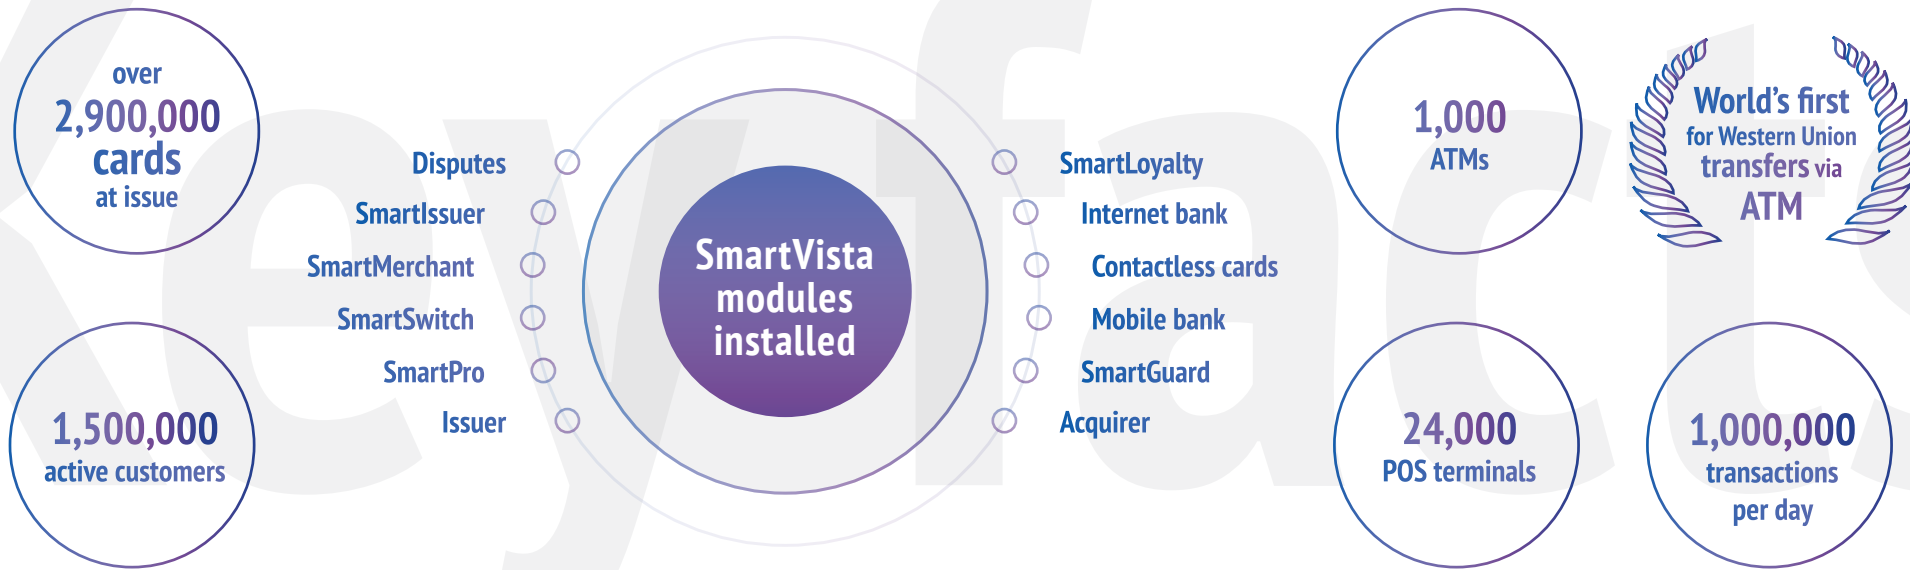 Key facts
over
2,900,000
cards
at issue
1,500,000
active customers
Disputes
SmartIssuer
SmartMerchant
SmartSwitch
SmartPro
Issuer
SmartVista
modules
installed
SmartLoyalty
Internet bank
Contactless cards
Mobile bank
SmartGuard
Acquirer
1,000
ATMs
24,000
POS terminals
World's first
for Western Union
transfers via
ATM
1,000,000
transactions
per day